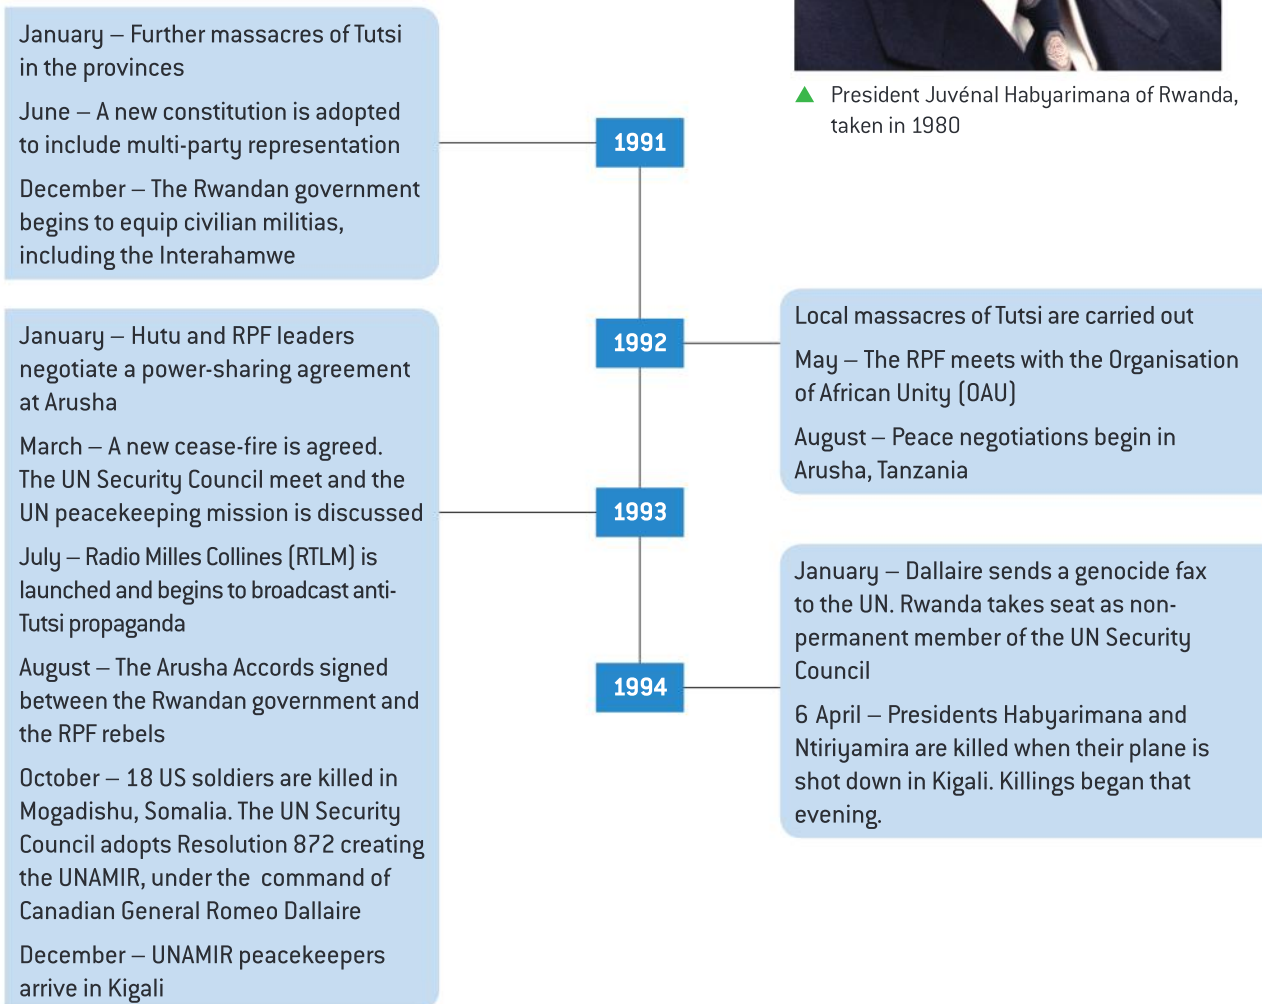 President Juvénal Habyarimana of Rwanda,
taken in 1980
1991
January – Further massacres of Tutsi
in the provinces
June – A new constitution is adopted
to include multi-party representation
December – The Rwandan government
begins to equip civilian militias,
including the Interahamwe
1992
Local massacres of Tutsi are carried out
May – The RPF meets with the Organisation
of African Unity (OAU)
August – Peace negotiations begin in
Arusha, Tanzania
1993
January – Hutu and RPF leaders
negotiate a power-sharing agreement
at Arusha
March – A new cease-fire is agreed.
The UN Security Council meet and the
UN peacekeeping mission is discussed
July – Radio Milles Collines (RTLM) is
launched and begins to broadcast anti-
Tutsi propaganda
August – The Arusha Accords signed
between the Rwandan government and
the RPF rebels
October – 18 US soldiers are killed in
Mogadishu, Somalia. The UN Security
Council adopts Resolution 872 creating
the UNAMIR, under the command of
Canadian General Romeo Dallaire
December – UNAMIR peacekeepers
arrive in Kigali
1994
January – Dallaire sends a genocide fax
to the UN. Rwanda takes seat as non-
permanent member of the UN Security
Council
6 April – Presidents Habyarimana and
Ntiriyamira are killed when their plane is
shot down in Kigali. Killings began that
evening.